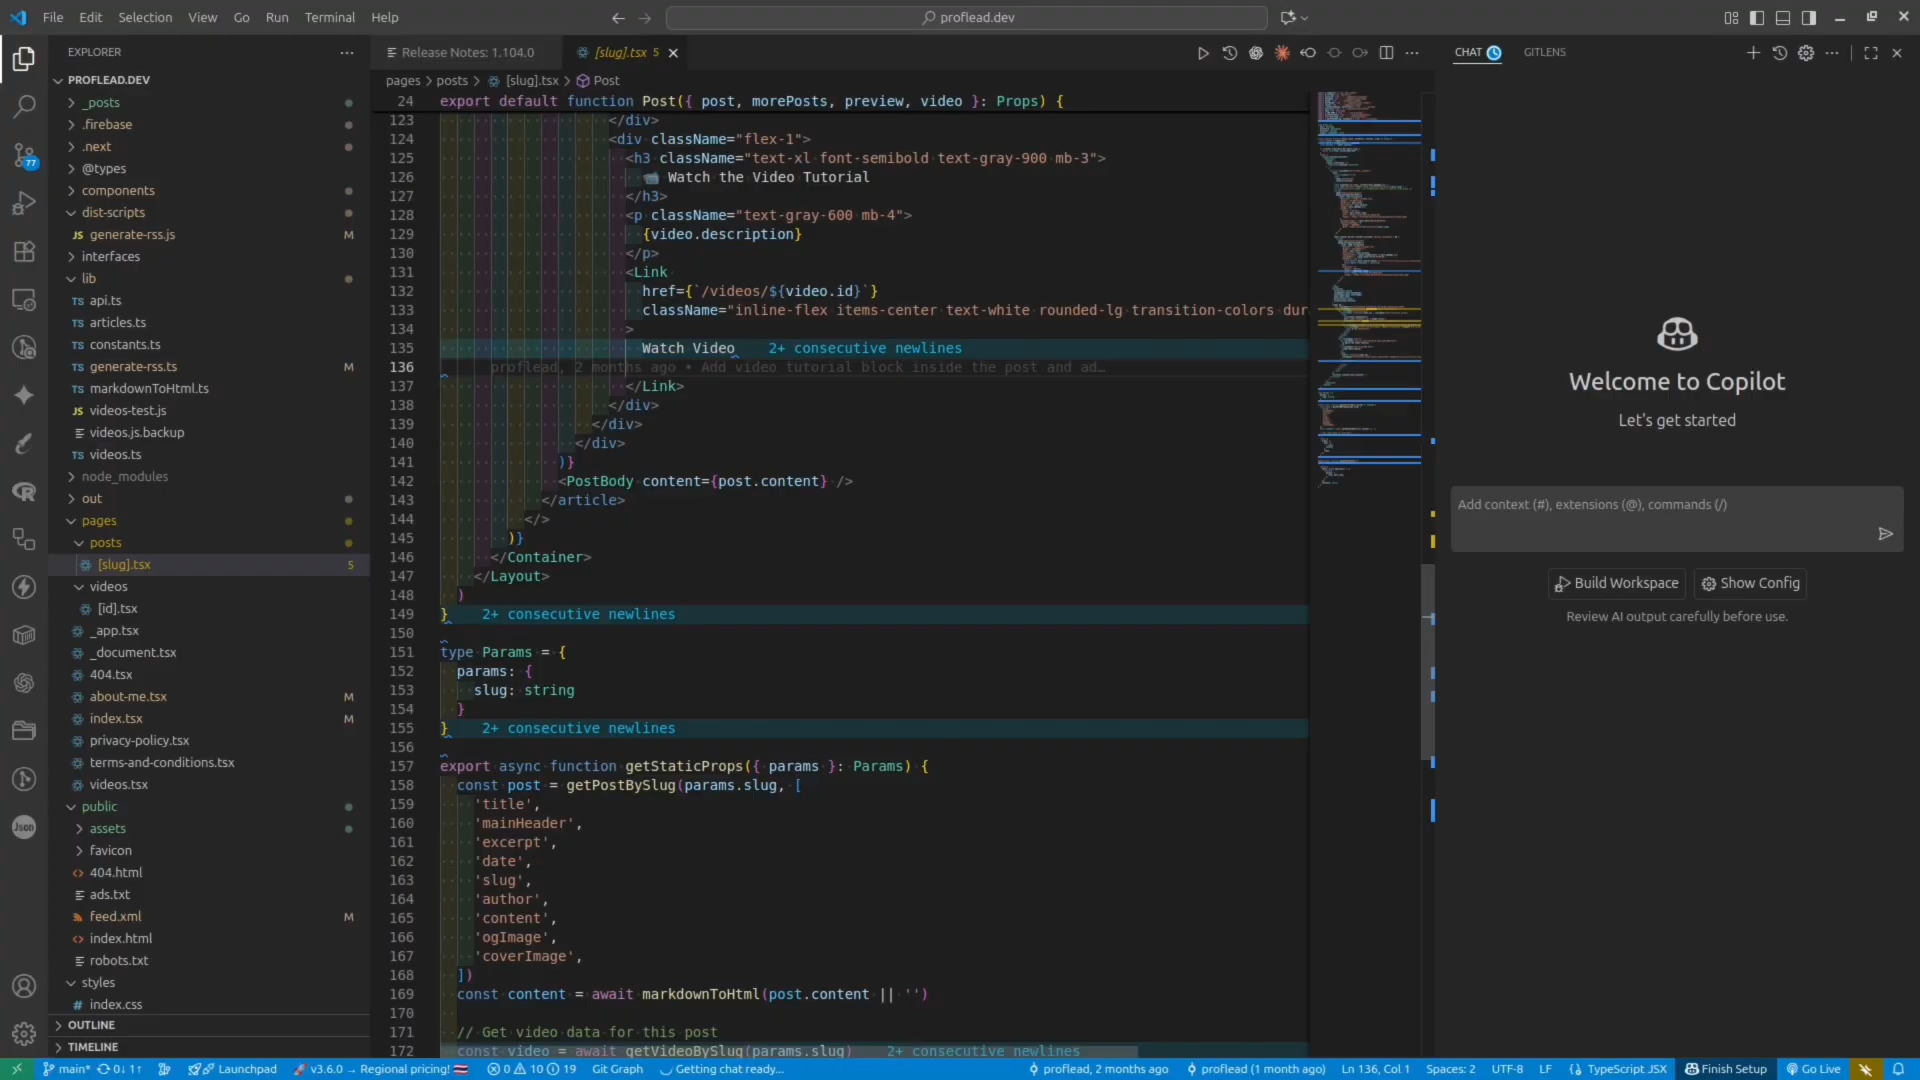 File Edit Selection View Go Run Terminal Help
proflead.dev
EXPLORER
PROFLEAD.DEV
_posts
.firebase
.next
@types
components
dist-scripts
JS generate-rss.js M
interfaces
lib
TS api.ts
TS articles.ts
TS constants.ts
TS generate-rss.ts M
TS markdownToHtml.ts
JS videos-test.js
videos.js.backup
TS videos.ts
node_modules
out
pages
posts
[slug].tsx 5
videos
[id].tsx
_app.tsx
_document.tsx
404.tsx
about-me.tsx M
index.tsx M
privacy-policy.tsx
terms-and-conditions.tsx
videos.tsx
public
assets
favicon
404.html
ads.txt
feed.xml M
index.html
robots.txt
styles
# index.css
OUTLINE
TIMELINE
77
Json
Release Notes: 1.104.0 [slug].tsx 5
pages > posts > [slug].tsx > Post
24 export default function Post({ post, morePosts, preview, video }: Props) {
123 </div>
124 <div className="flex-1">
125 <h3 className="text-xl font-semibold text-gray-900 mb-3">
126 📹 Watch the Video Tutorial
127 </h3>
128 <p className="text-gray-600 mb-4">
129 {video.description}
130 </p>
131 <Link
132 href={`/videos/${video.id}`}
133 className="inline-flex items-center text-white rounded-lg transition-colors dur
134 >
135 Watch Video 2+ consecutive newlines
136 proflead, 2 months ago • Add video tutorial block inside the post and ad…
137 </Link>
138 </div>
139 </div>
140 </div>
141 )}
142 <PostBody content={post.content} />
143 </article>
144 </>
145 )}
146 </Container>
147 </Layout>
148 )
149 } 2+ consecutive newlines
150
151 type Params = {
152 params: {
153 slug: string
154 }
155 } 2+ consecutive newlines
156
157 export async function getStaticProps({ params }: Params) {
158 const post = getPostBySlug(params.slug, [
159 'title',
160 'mainHeader',
161 'excerpt',
162 'date',
163 'slug',
164 'author',
165 'content',
166 'ogImage',
167 'coverImage',
168 ])
169 const content = await markdownToHtml(post.content || '')
170
171 // Get video data for this post
172 const video = await getVideoBySlug(params.slug) 2+ consecutive newlines
CHAT GITLENS
Welcome to Copilot
Let's get started
Add context (#), extensions (@), commands (/)
Build Workspace Show Config
Review AI output carefully before use.
main* 0↓ 1↑ Launchpad v3.6.0 → Regional pricing! 0 10 19 Git Graph Getting chat ready... proflead, 2 months ago proflead (1 month ago) Ln 136, Col 1 Spaces: 2 UTF-8 LF {} TypeScript JSX Finish Setup Go Live